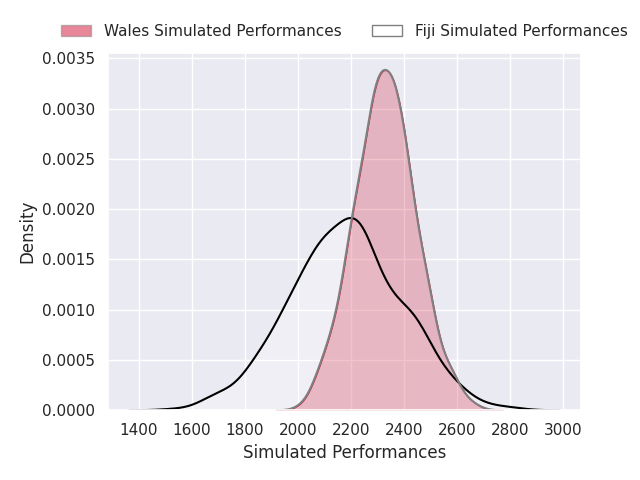 Wales Simulated Performances
Fiji Simulated Performances
0.0035
0.0030
0.0025
0.0020
0.0015
0.0010
0.0005
0.0000
Density
1400 1600 1800 2000 2200 2400 2600 2800 3000
Simulated Performances